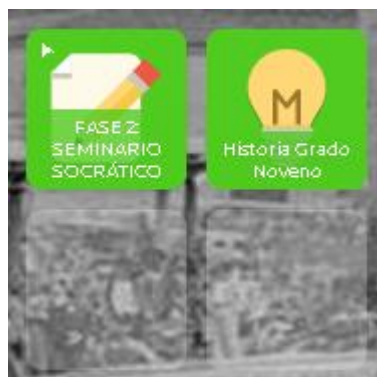 FASE 2:
SEMINARIO
SOCRÁTICO
M
Historia Grado
Noveno